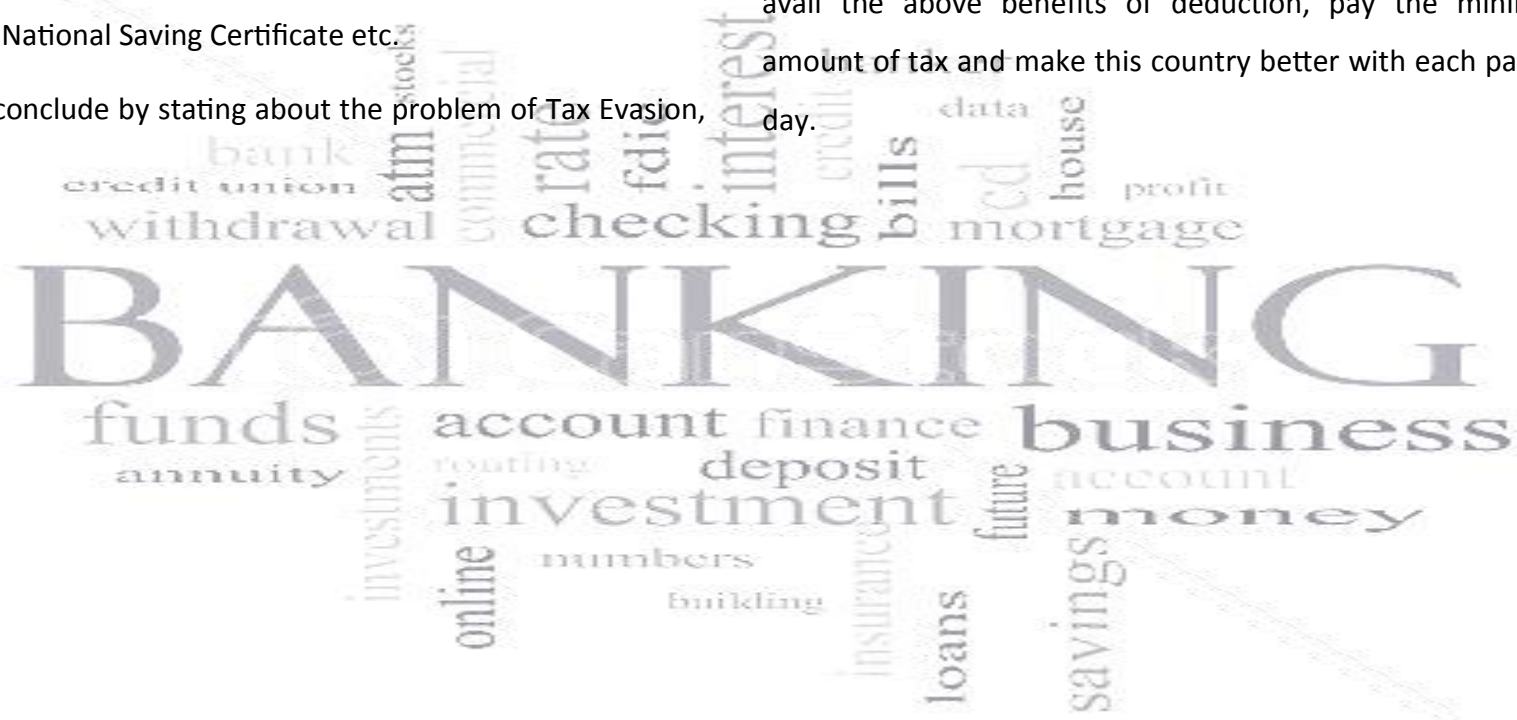 National Saving Certificate etc.
conclude by stating about the problem of Tax Evasion,
avail the above benefits of deduction, pay the
amount of tax and make this country better with each
day.
stocks
commercial
interest
credit
data
house
bank
atm
rate
fdic
bills
cd
profit
credit union
withdrawal
checking
mortgage
BANKING
funds
investments
account
finance
business
annuity
routing
deposit
future
account
investment
money
online
numbers
insurance
savings
building
loans